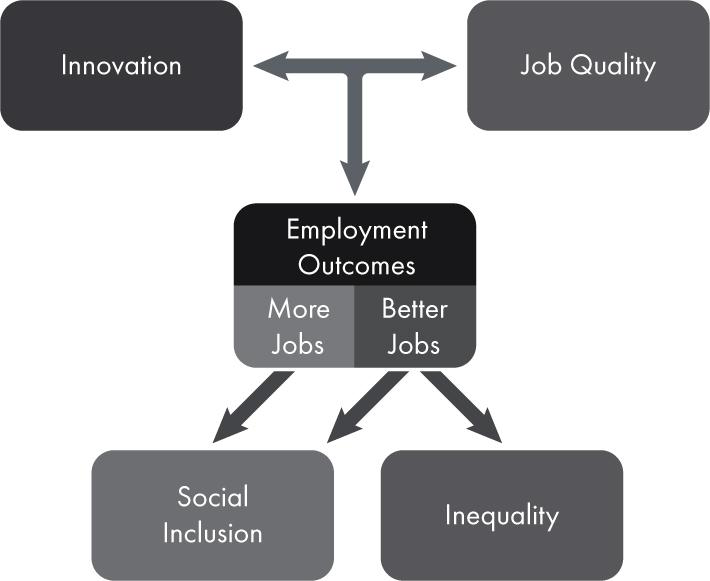 Innovation
Job Quality
Employment
Outcomes
More
Jobs
Better
Jobs
Social
Inclusion
Inequality